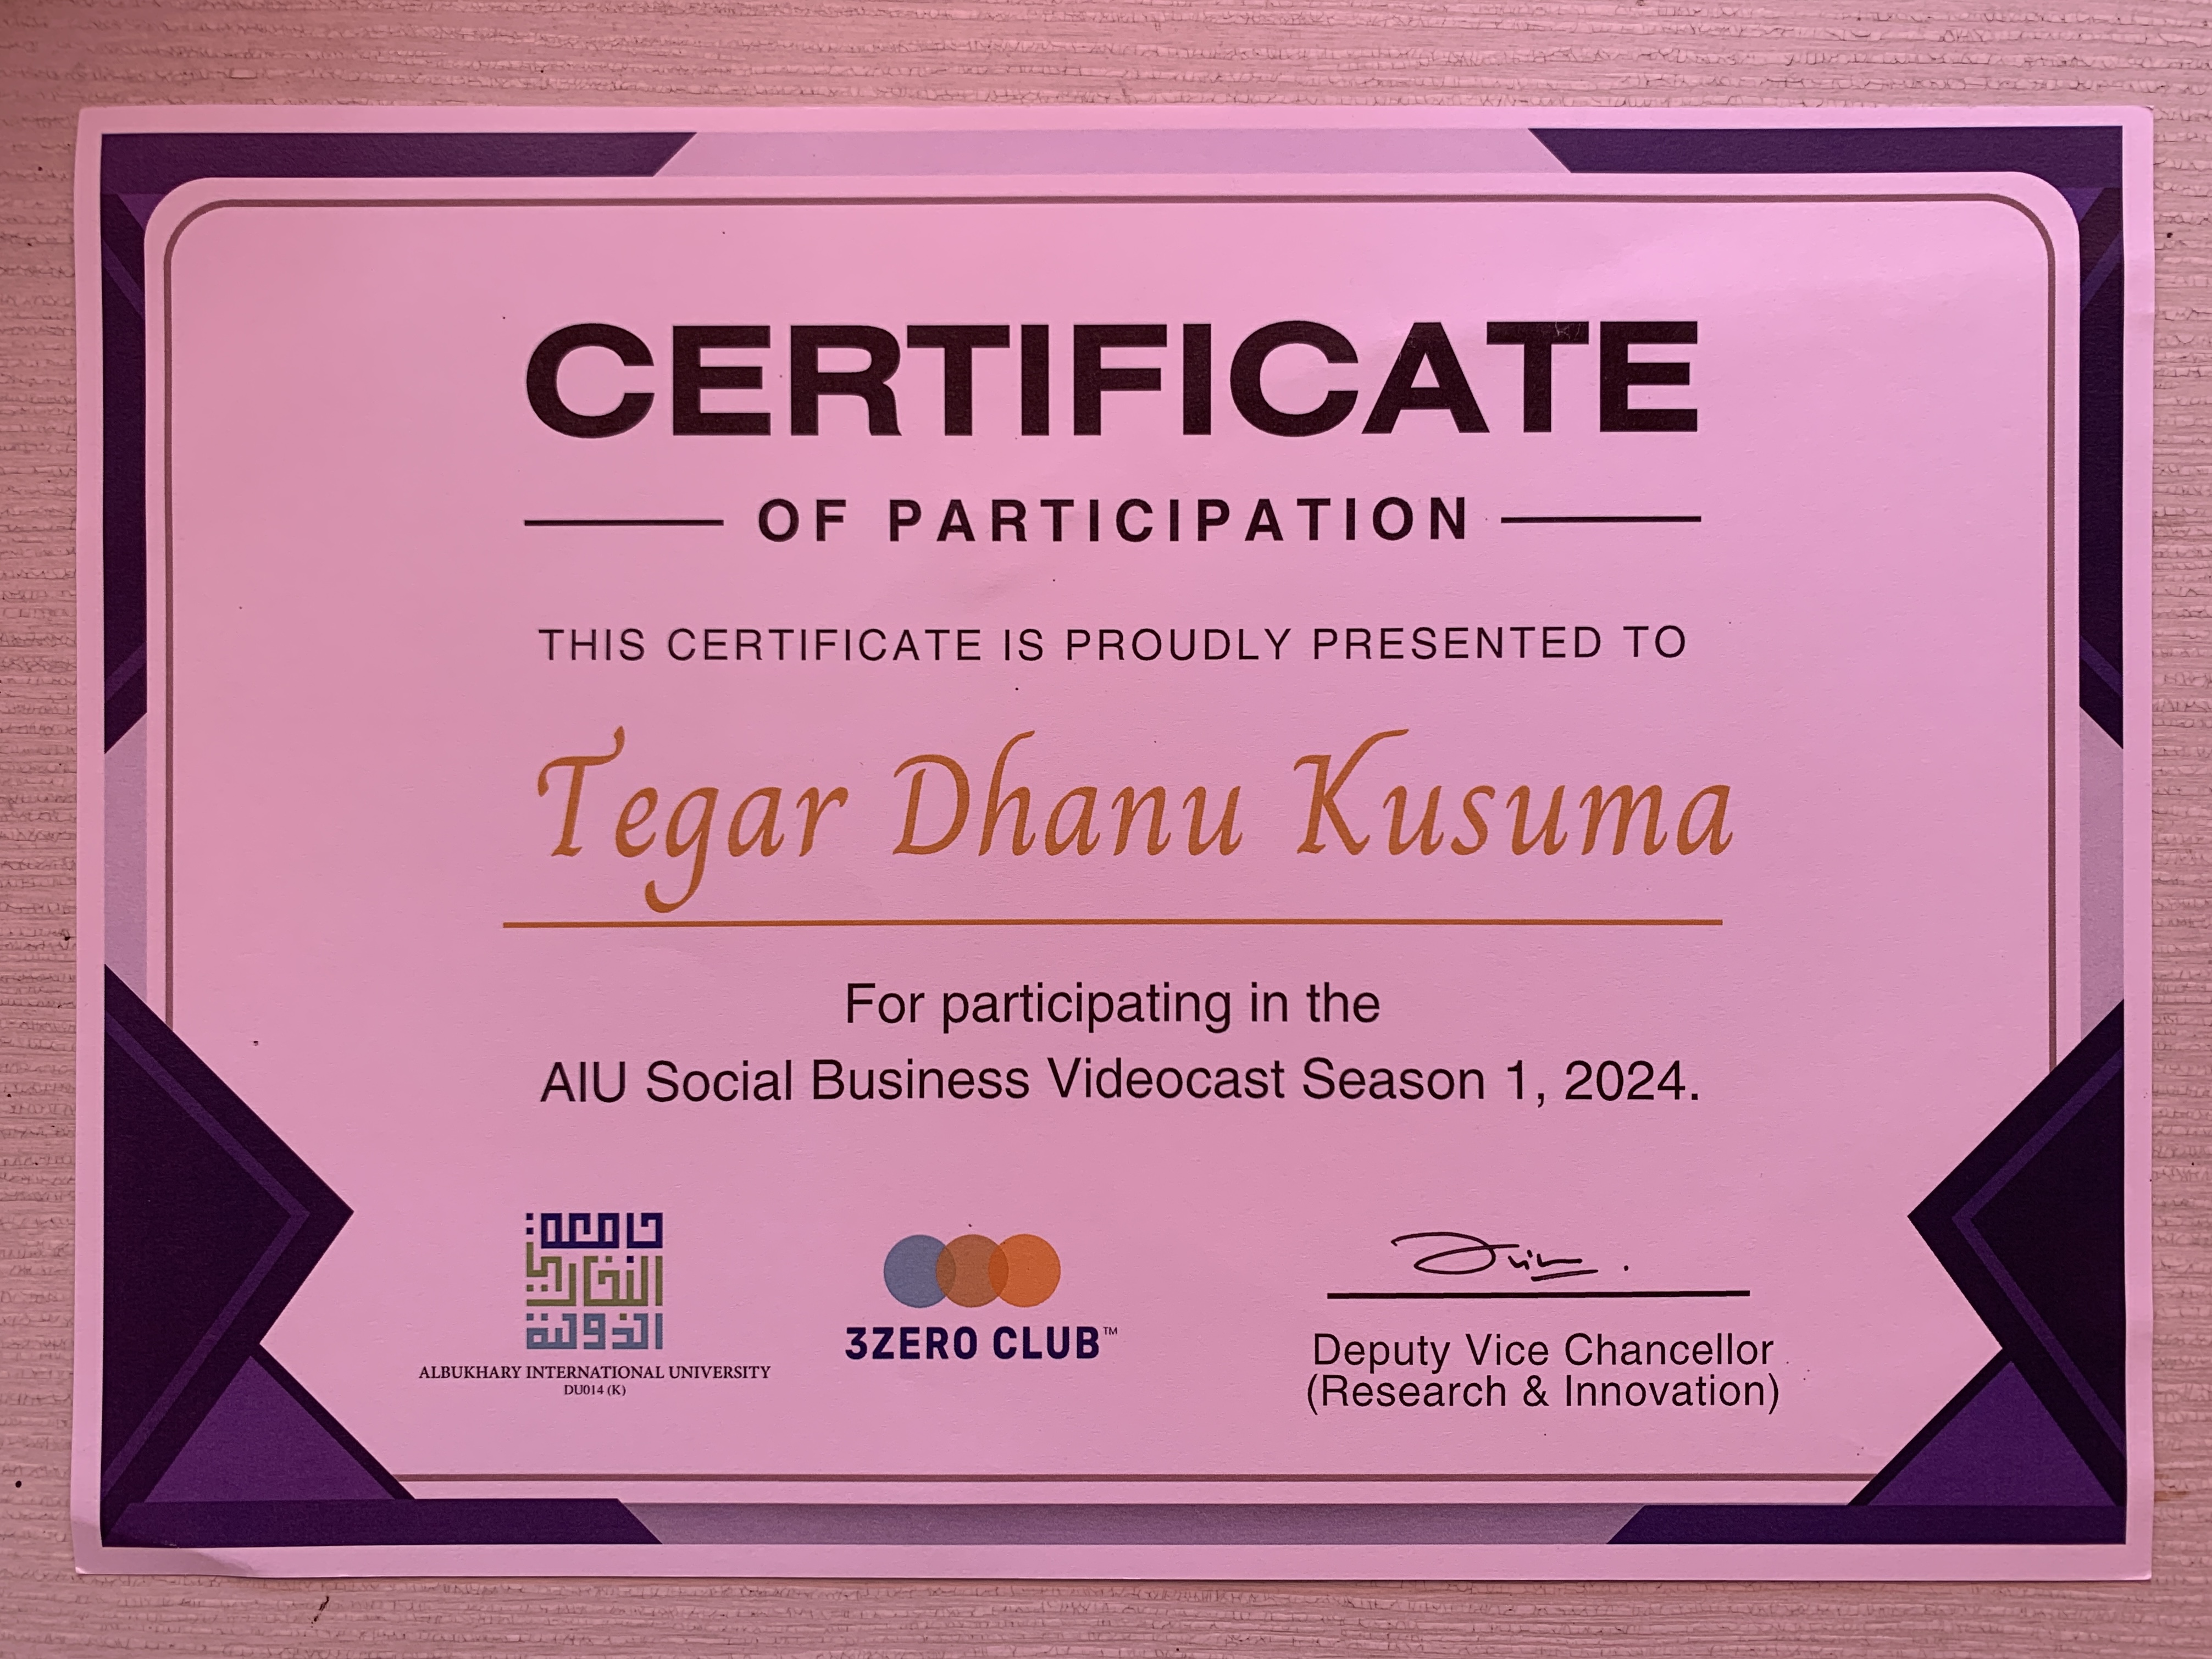 CERTIFICATE
OF PARTICIPATION
THIS CERTIFICATE IS PROUDLY PRESENTED TO
Tegar Dhanu Kusuma
For participating in the
AIU Social Business Videocast Season 1, 2024.
جامعة
البخاري
الدولية
ALBUKHARY INTERNATIONAL UNIVERSITY
DU014 (K)
3ZERO CLUB™
Deputy Vice Chancellor
(Research & Innovation)